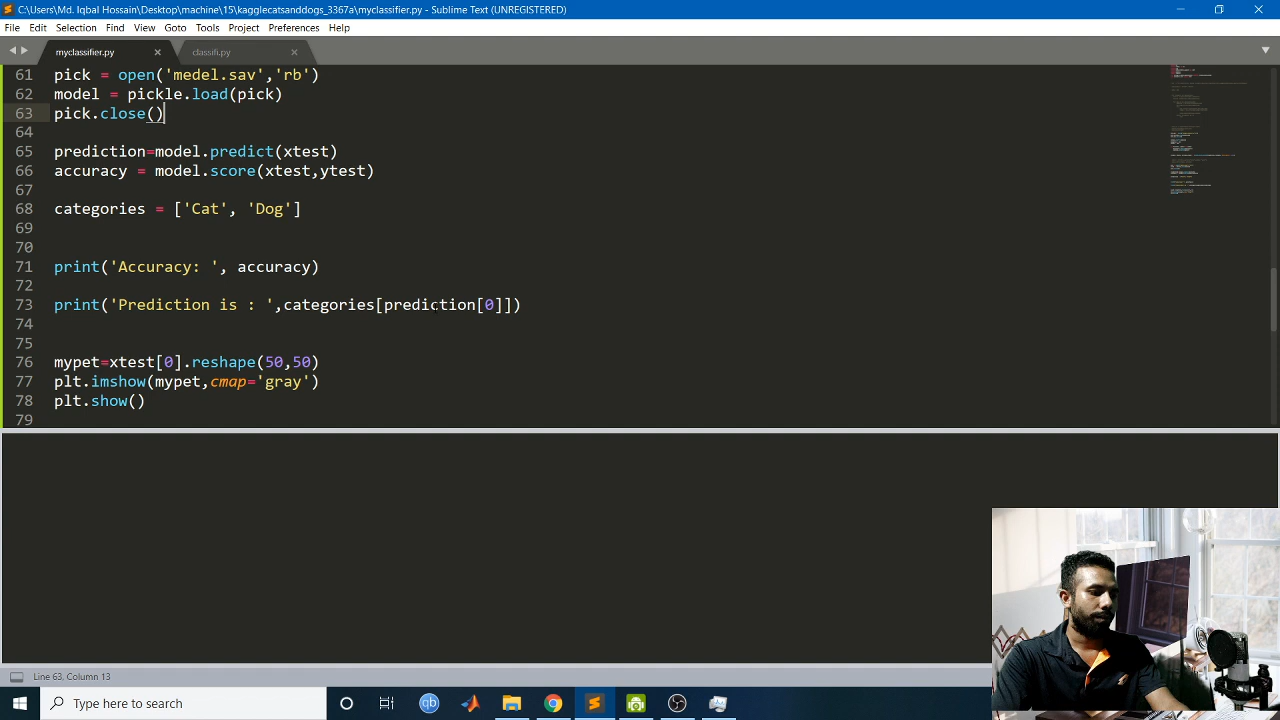 C:\Users\Md. Iqbal Hossain\Desktop\machine\15\kagglecatsanddogs_3367a\myclassifier.py - Sublime Text (UNREGISTERED)
File Edit Selection Find View Goto Tools Project Preferences Help
myclassifier.py classifi.py
61 pick = open('medel.sav','rb')
62 model = pickle.load(pick)
63 pick.close()
64
65 prediction=model.predict(xtest)
66 accuracy = model.score(xtest,ytest)
67
68 categories = ['Cat', 'Dog']
69
70
71 print('Accuracy: ', accuracy)
72
73 print('Prediction is : ',categories[prediction[0]])
74
75
76 mypet=xtest[0].reshape(50,50)
77 plt.imshow(mypet,cmap='gray')
78 plt.show()
79
Line 63, Column 13
Type here to search
qb